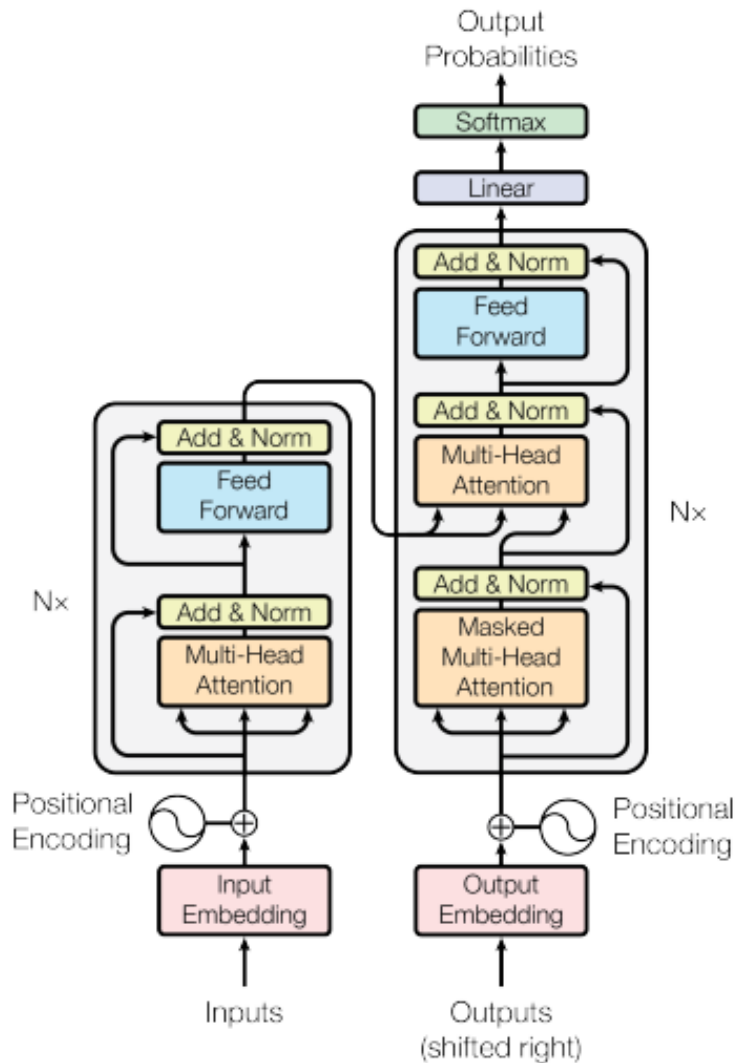 Output
Probabilities
Softmax
Linear
Add & Norm
Feed
Forward
Add & Norm
Multi-Head
Attention
Nx
Add & Norm
Masked
Multi-Head
Attention
Add & Norm
Feed
Forward
Nx
Add & Norm
Multi-Head
Attention
Positional
Encoding
Positional
Encoding
Input
Embedding
Output
Embedding
Inputs
Outputs
(shifted right)